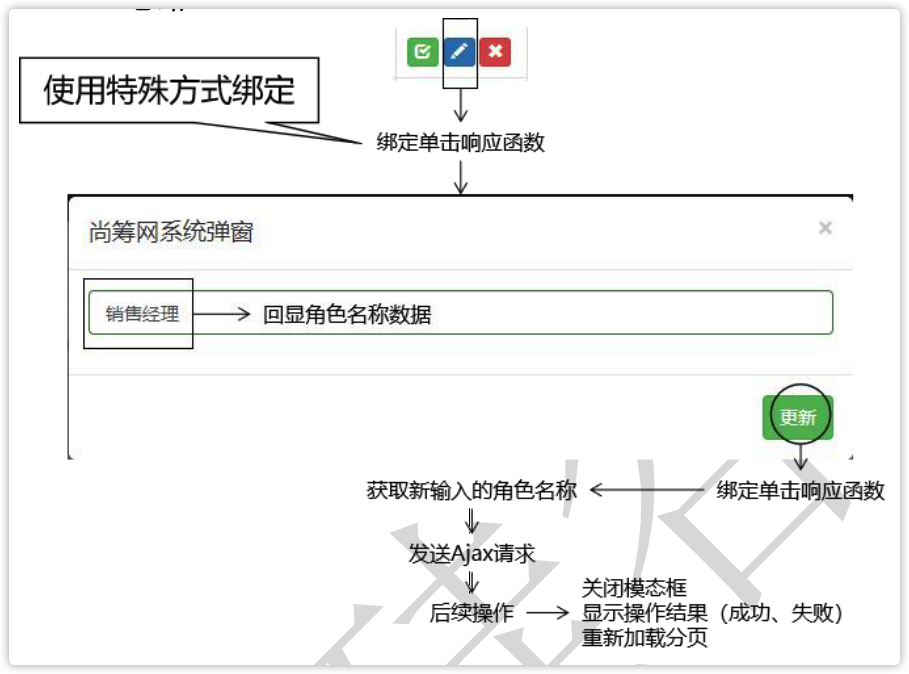 使用特殊方式绑定
绑定单击响应函数
尚筹网系统弹窗
×
销售经理
回显角色名称数据
更新
获取新输入的角色名称
绑定单击响应函数
发送Ajax请求
后续操作
关闭模态框
显示操作结果（成功、失败）
重新加载分页